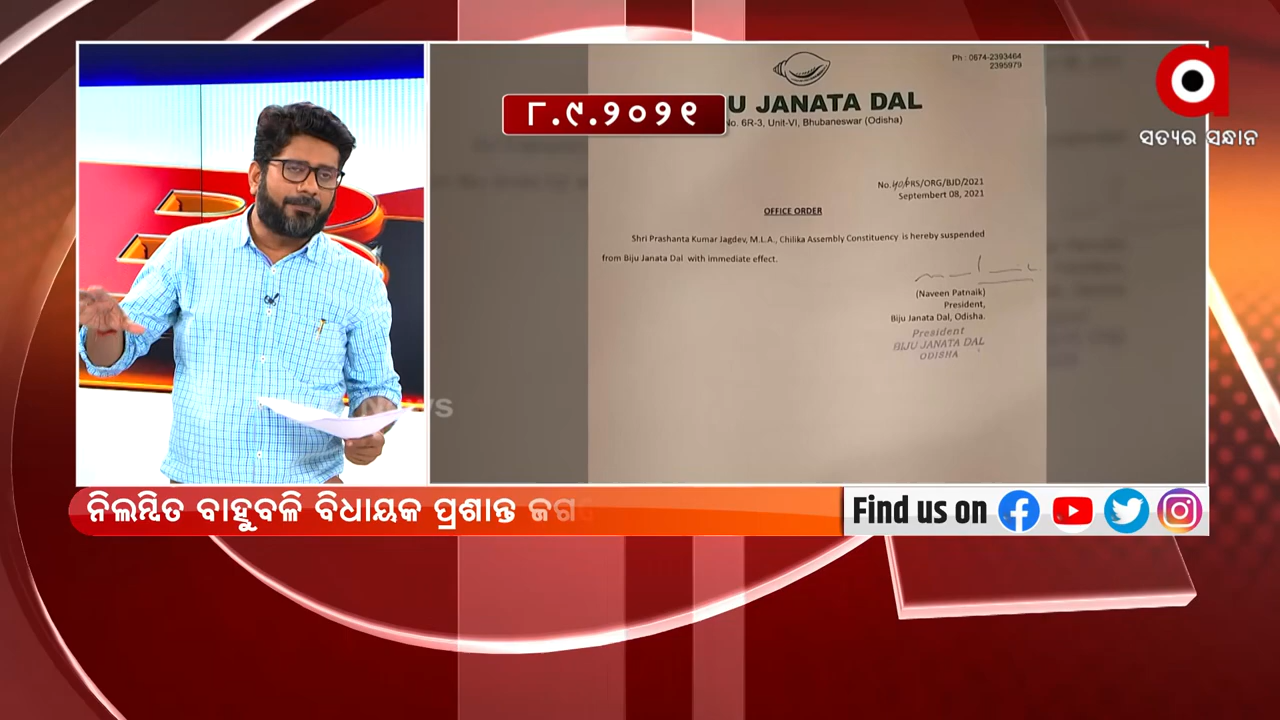 Ph : 0674-2393464
2395979
୮.୯.୨୦୨୧
JU JANATA DAL
No. 6R-3, Unit-VI, Bhubaneswar (Odisha)
ସତ୍ୟର ସନ୍ଧାନ
PRS/ORG/BJD/2021
Septembert 08, 2021
OFFICE ORDER
Shri Prashanta Kumar Jagdev, M.L.A., Chilika Assembly Constituency is hereby suspended
from Biju Janata Dal with immediate effect.
(Naveen Patnaik)
President,
Biju Janata Dal, Odisha.
President
BIJU JANATA DAL
ODISHA
ନିଲମ୍ବିତ ବାହୁବଳି ବିଧାୟକ ପ୍ରଶାନ୍ତ ଜଗ
Find us on